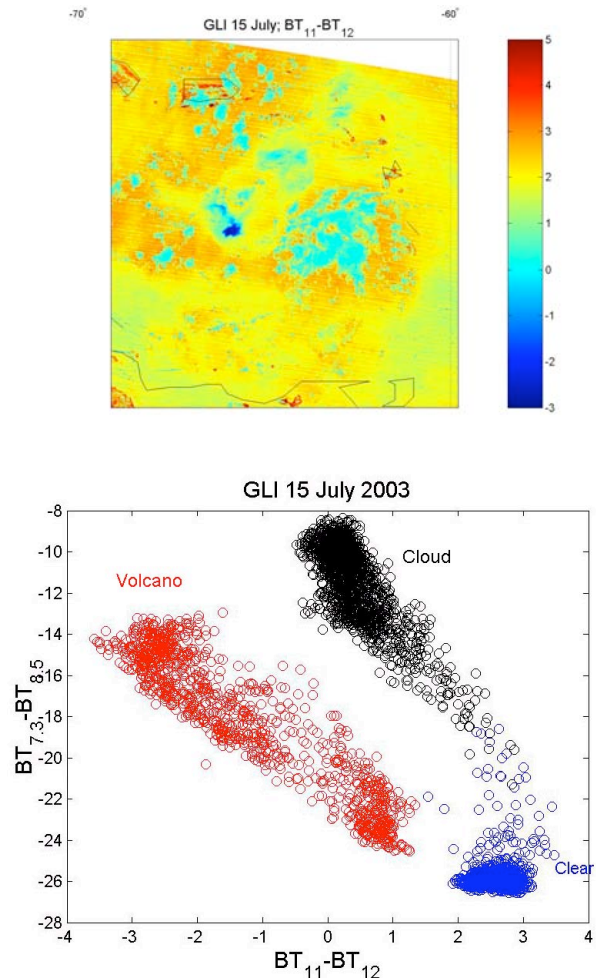 -70° -60°
GLI 15 July; BT11-BT12
5
4
3
2
1
0
-1
-2
-3
GLI 15 July 2003
-8
-10
-12
-14
-16
-18
-20
-22
-24
-26
-28
Cloud
Volcano
Clear
BT7.3-BT8.5
-4 -3 -2 -1 0 1 2 3 4
BT11-BT12